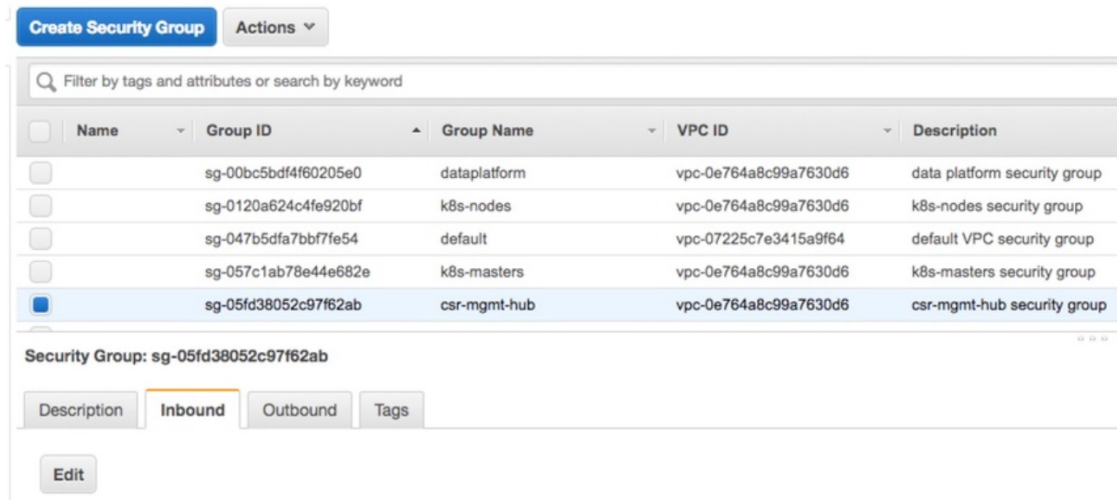 Create Security Group Actions
Filter by tags and attributes or search by keyword
Name Group ID Group Name VPC ID Description
sg-00bc5bdf4f60205e0 dataplatform vpc-0e764a8c99a7630d6 data platform security group
sg-0120a624c4fe920bf k8s-nodes vpc-0e764a8c99a7630d6 k8s-nodes security group
sg-047b5dfa7bbf7fe54 default vpc-07225c7e3415a9f64 default VPC security group
sg-057c1ab78e44e682e k8s-masters vpc-0e764a8c99a7630d6 k8s-masters security group
sg-05fd38052c97f62ab csr-mgmt-hub vpc-0e764a8c99a7630d6 csr-mgmt-hub security group
Security Group: sg-05fd38052c97f62ab
Description Inbound Outbound Tags
Edit